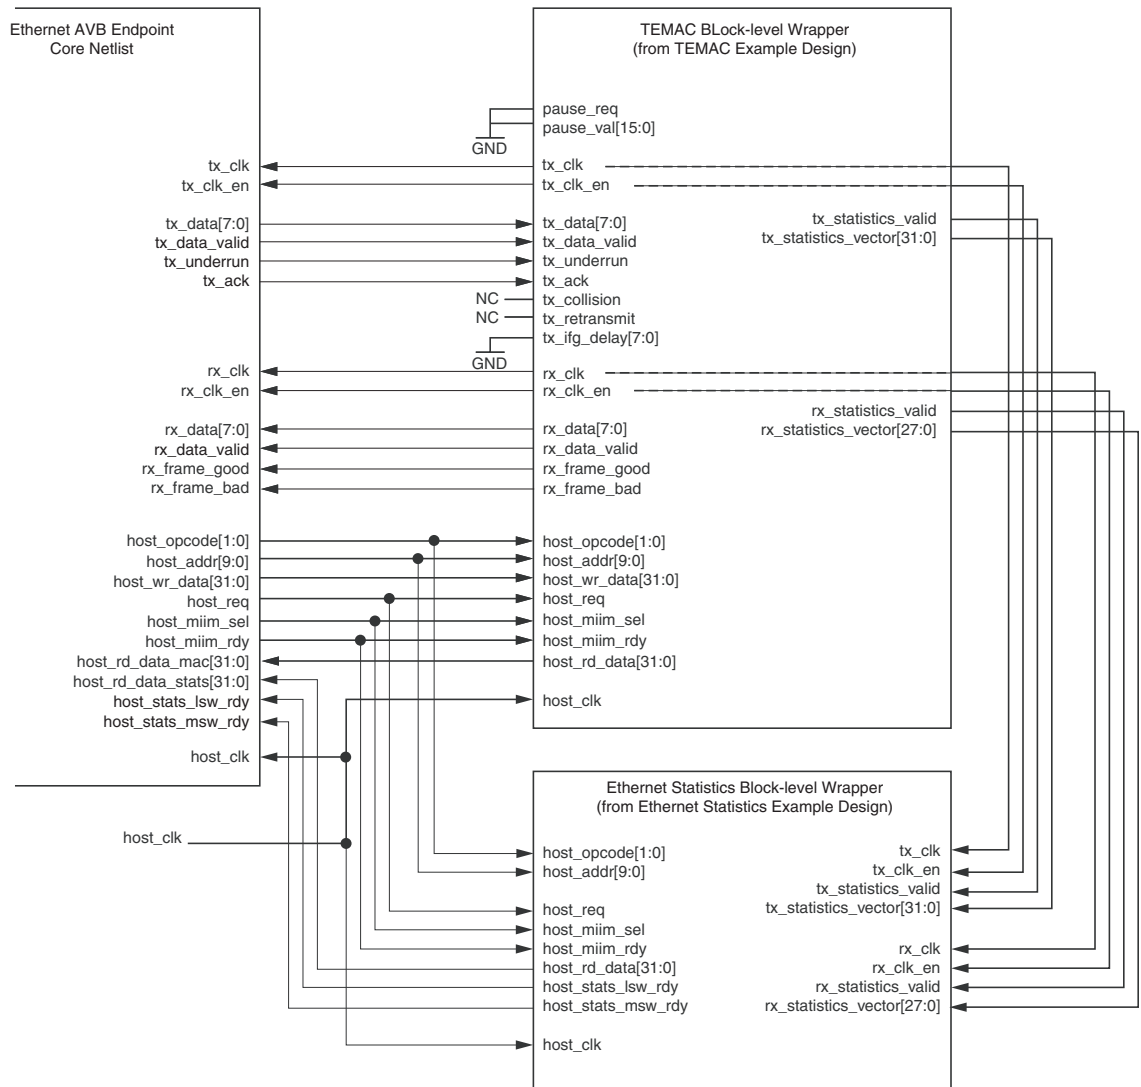 Ethernet AVB Endpoint
Core Netlist
tx_clk
tx_clk_en
tx_data[7:0]
tx_data_valid
tx_underrun
tx_ack
rx_clk
rx_clk_en
rx_data[7:0]
rx_data_valid
rx_frame_good
rx_frame_bad
host_opcode[1:0]
host_addr[9:0]
host_wr_data[31:0]
host_req
host_miim_sel
host_miim_rdy
host_rd_data_mac[31:0]
host_rd_data_stats[31:0]
host_stats_lsw_rdy
host_stats_msw_rdy
host_clk
host_clk
TEMAC BLock-level Wrapper
(from TEMAC Example Design)
pause_req
pause_val[15:0]
GND
tx_clk
tx_clk_en
tx_data[7:0]
tx_data_valid
tx_underrun
tx_ack
NC
tx_collision
NC
tx_retransmit
tx_ifg_delay[7:0]
GND
rx_clk
rx_clk_en
rx_data[7:0]
rx_data_valid
rx_frame_good
rx_frame_bad
host_opcode[1:0]
host_addr[9:0]
host_wr_data[31:0]
host_req
host_miim_sel
host_miim_rdy
host_rd_data[31:0]
host_clk
tx_statistics_valid
tx_statistics_vector[31:0]
rx_statistics_valid
rx_statistics_vector[27:0]
Ethernet Statistics Block-level Wrapper
(from Ethernet Statistics Example Design)
host_opcode[1:0]
host_addr[9:0]
host_req
host_miim_sel
host_miim_rdy
host_rd_data[31:0]
host_stats_lsw_rdy
host_stats_msw_rdy
host_clk
tx_clk
tx_clk_en
tx_statistics_valid
tx_statistics_vector[31:0]
rx_clk
rx_clk_en
rx_statistics_valid
rx_statistics_vector[27:0]